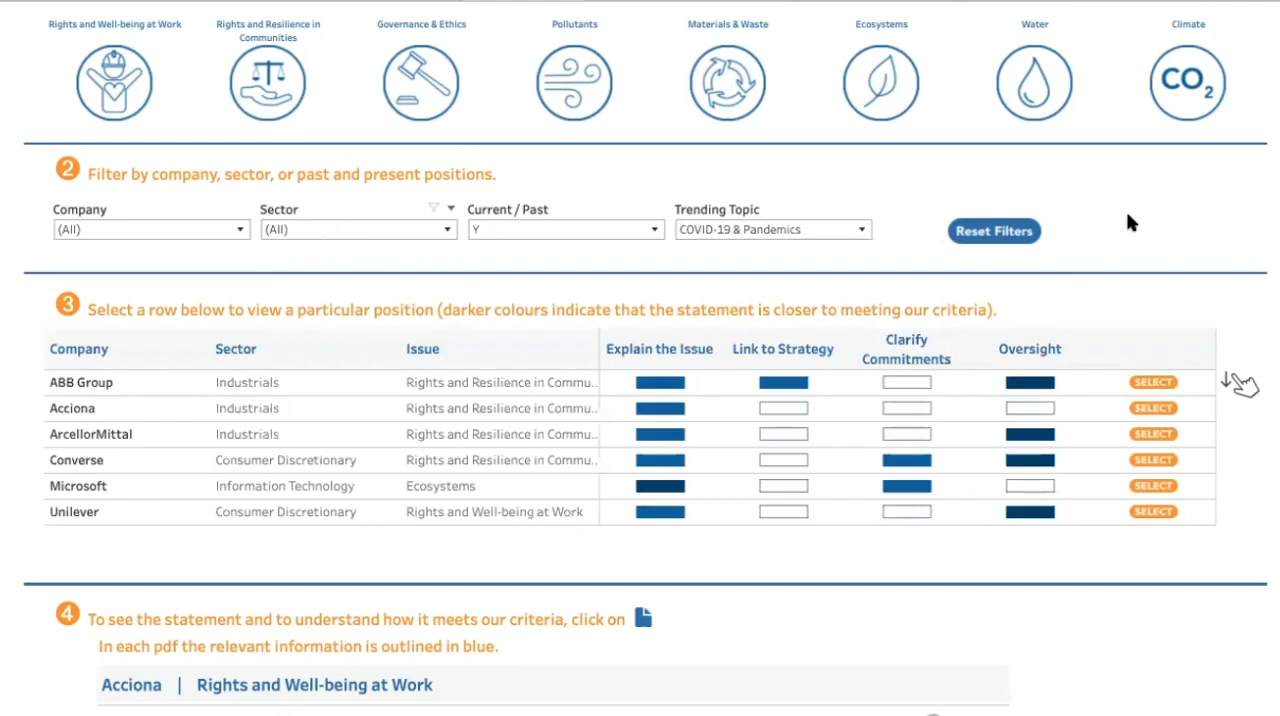 Rights and Well-being at Work Rights and Resilience in Communities Governance & Ethics Pollutants Materials & Waste Ecosystems Water Climate
CO2
2 Filter by company, sector, or past and present positions.
Company Sector Current / Past Trending Topic
(All) (All) Y COVID-19 & Pandemics Reset Filters
3 Select a row below to view a particular position (darker colours indicate that the statement is closer to meeting our criteria).
Company Sector Issue Explain the Issue Link to Strategy Clarify Commitments Oversight
ABB Group Industrials Rights and Resilience in Commu.. SELECT
Acciona Industrials Rights and Resilience in Commu.. SELECT
ArcellorMittal Industrials Rights and Resilience in Commu.. SELECT
Converse Consumer Discretionary Rights and Resilience in Commu.. SELECT
Microsoft Information Technology Ecosystems SELECT
Unilever Consumer Discretionary Rights and Well-being at Work SELECT
4 To see the statement and to understand how it meets our criteria, click on
In each pdf the relevant information is outlined in blue.
Acciona | Rights and Well-being at Work